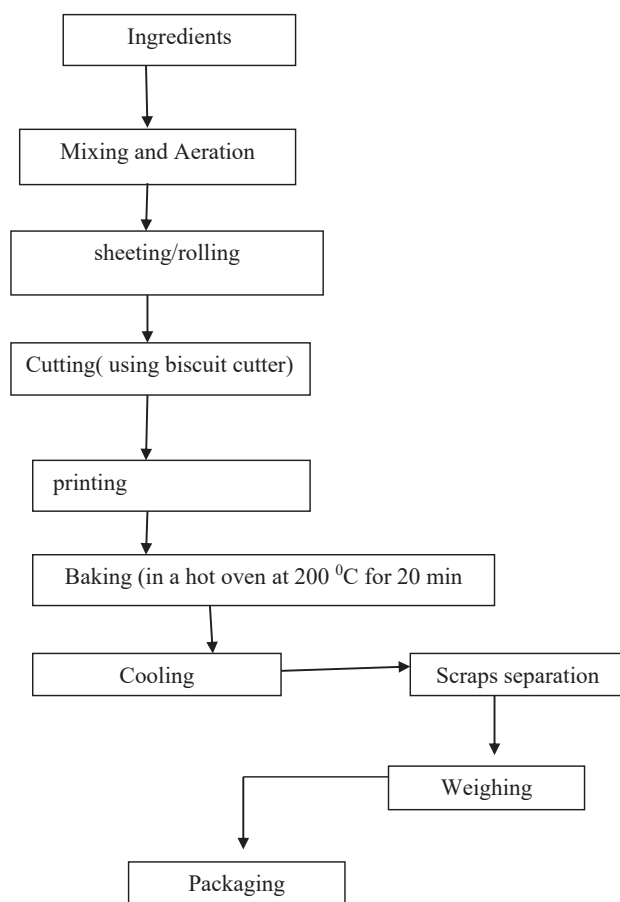 Ingredients
Mixing and Aeration
sheeting/rolling
Cutting( using biscuit cutter)
printing
Baking (in a hot oven at 200 ⁰C for 20 min
Cooling
Scraps separation
Weighing
Packaging